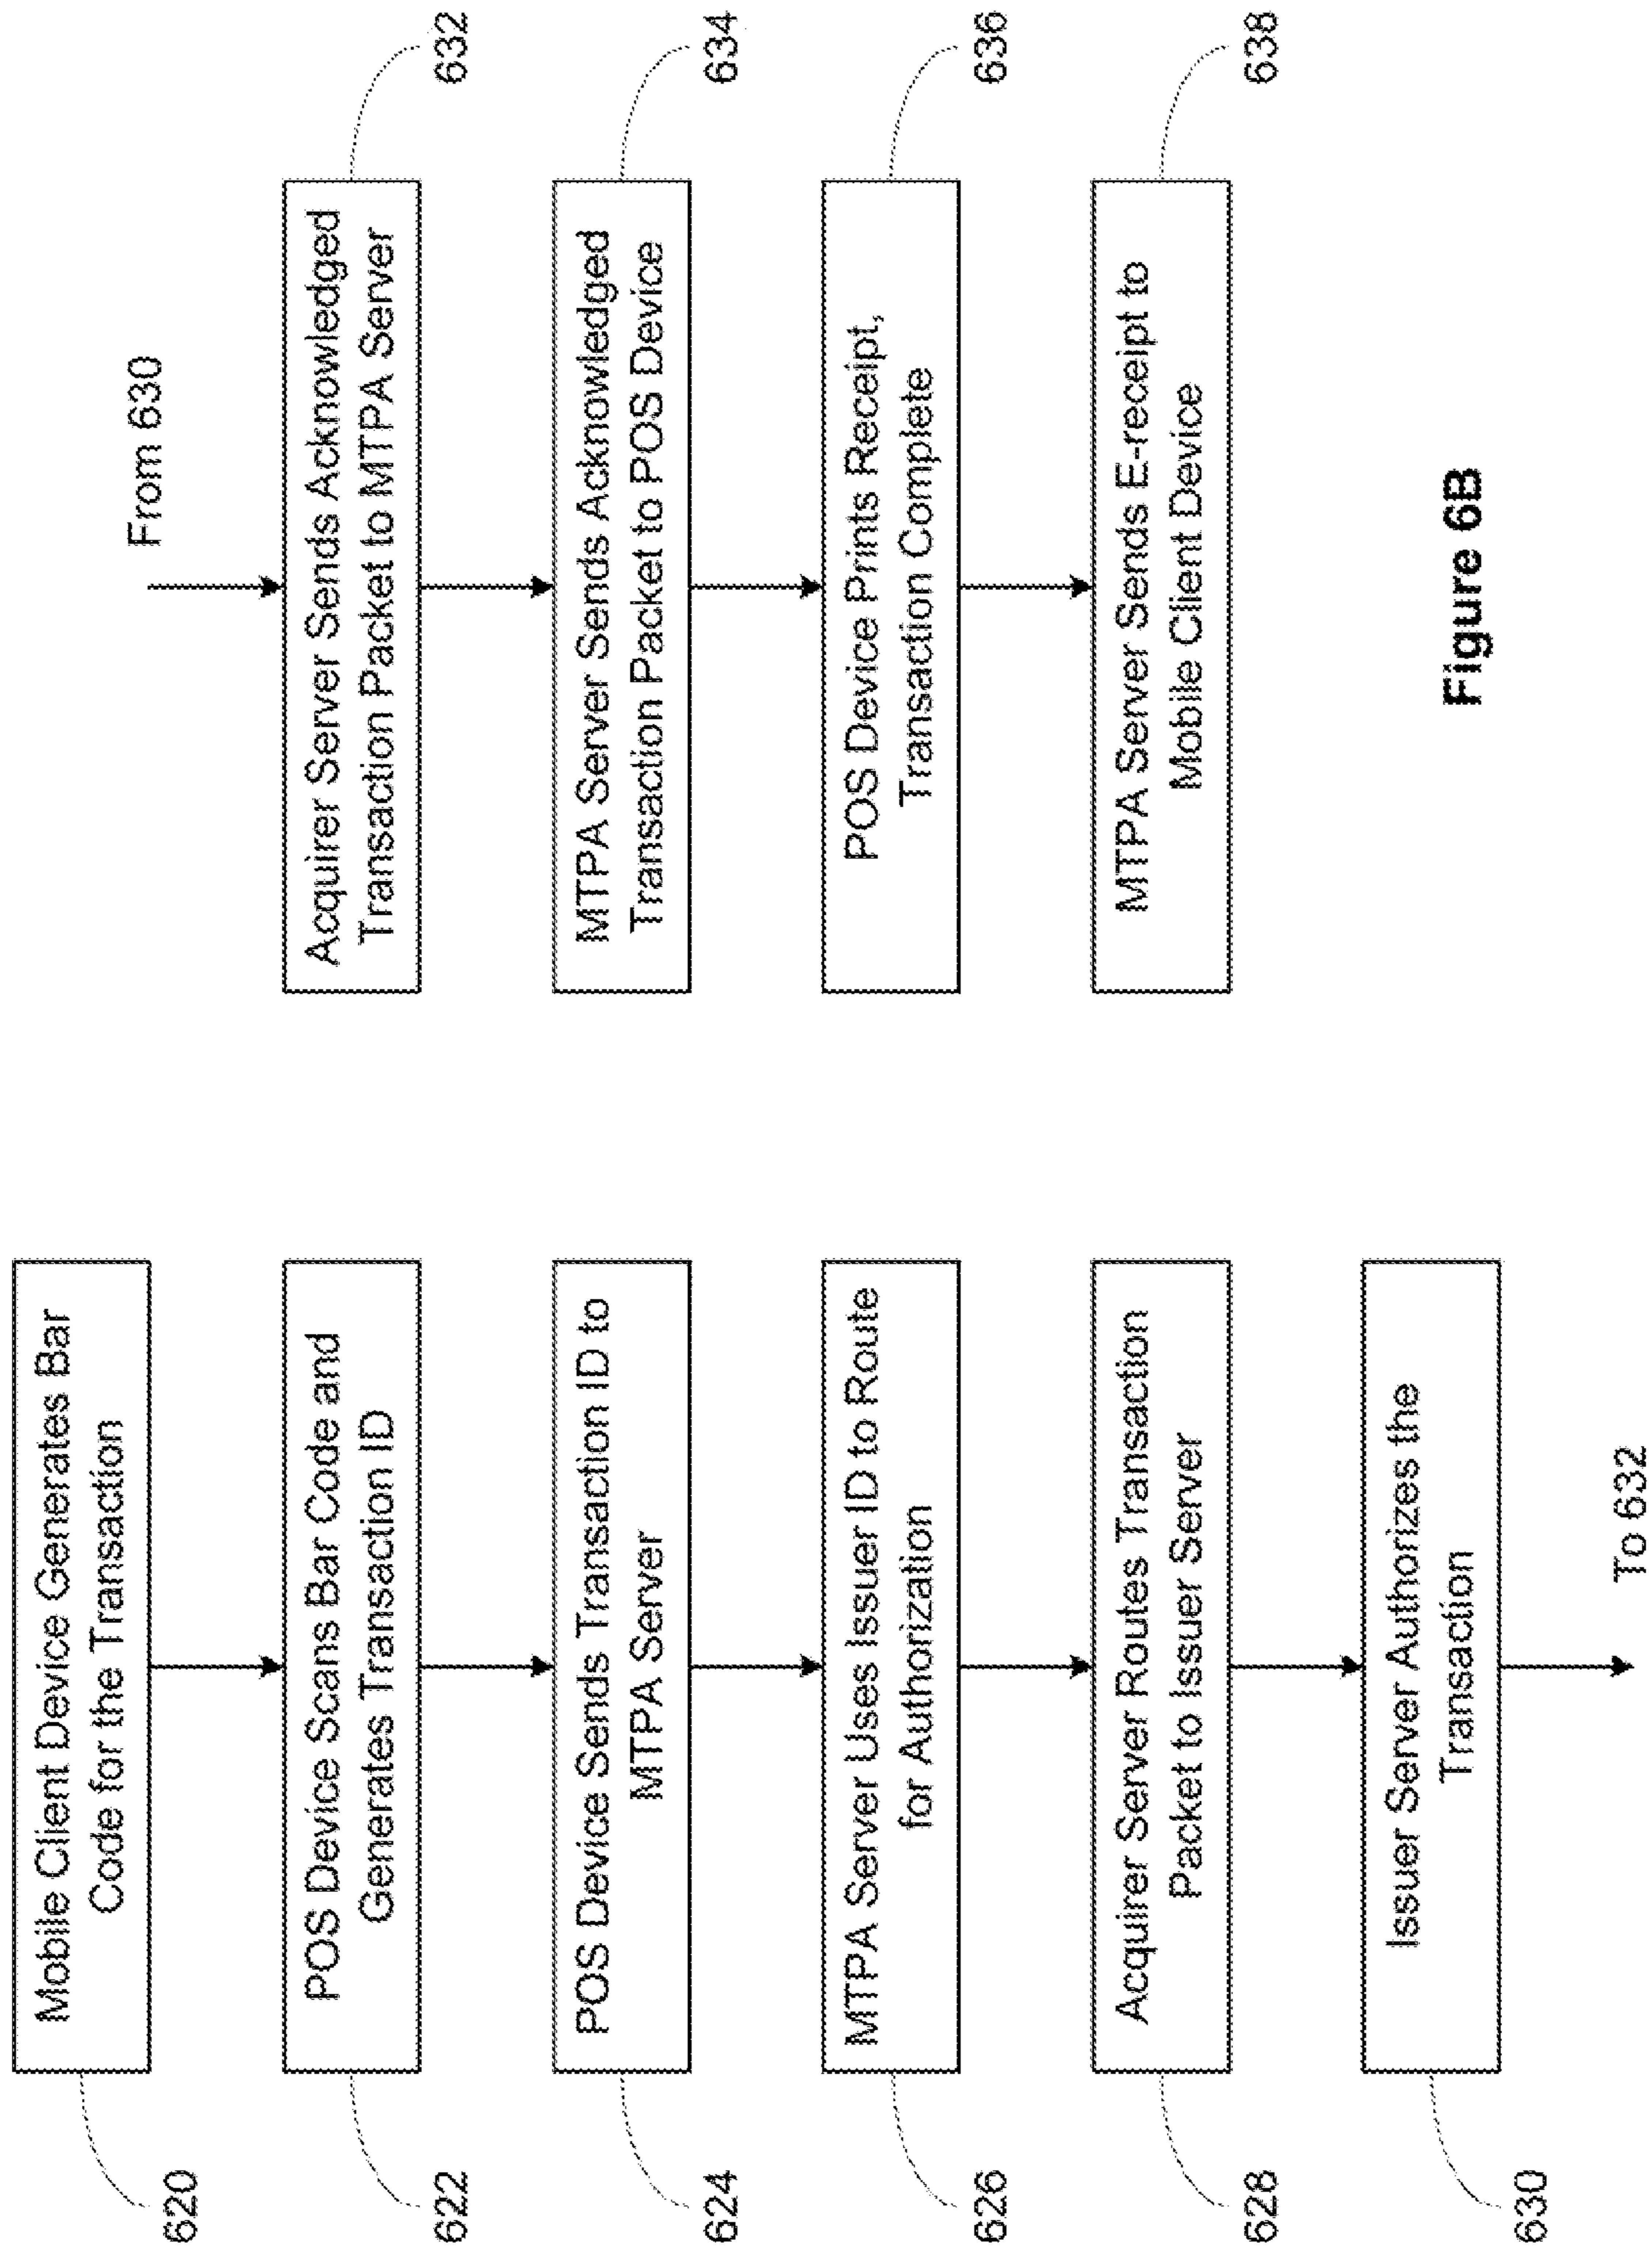 Mobile Client Device Generates Bar
Code for the Transaction
620
POS Device Scans Bar Code and
Generates Transaction ID
622
POS Device Sends Transaction ID to
MTPA Server
624
MTPA Server Uses Issuer ID to Route
for Authorization
626
Acquirer Server Routes Transaction
Packet to Issuer Server
628
Issuer Server Authorizes the
Transaction
630
To 632
From 630
Acquirer Server Sends Acknowledged
Transaction Packet to MTPA Server
632
MTPA Server Sends Acknowledged
Transaction Packet to POS Device
634
POS Device Prints Receipt,
Transaction Complete
636
MTPA Server Sends E-receipt to
Mobile Client Device
638
Figure 6B